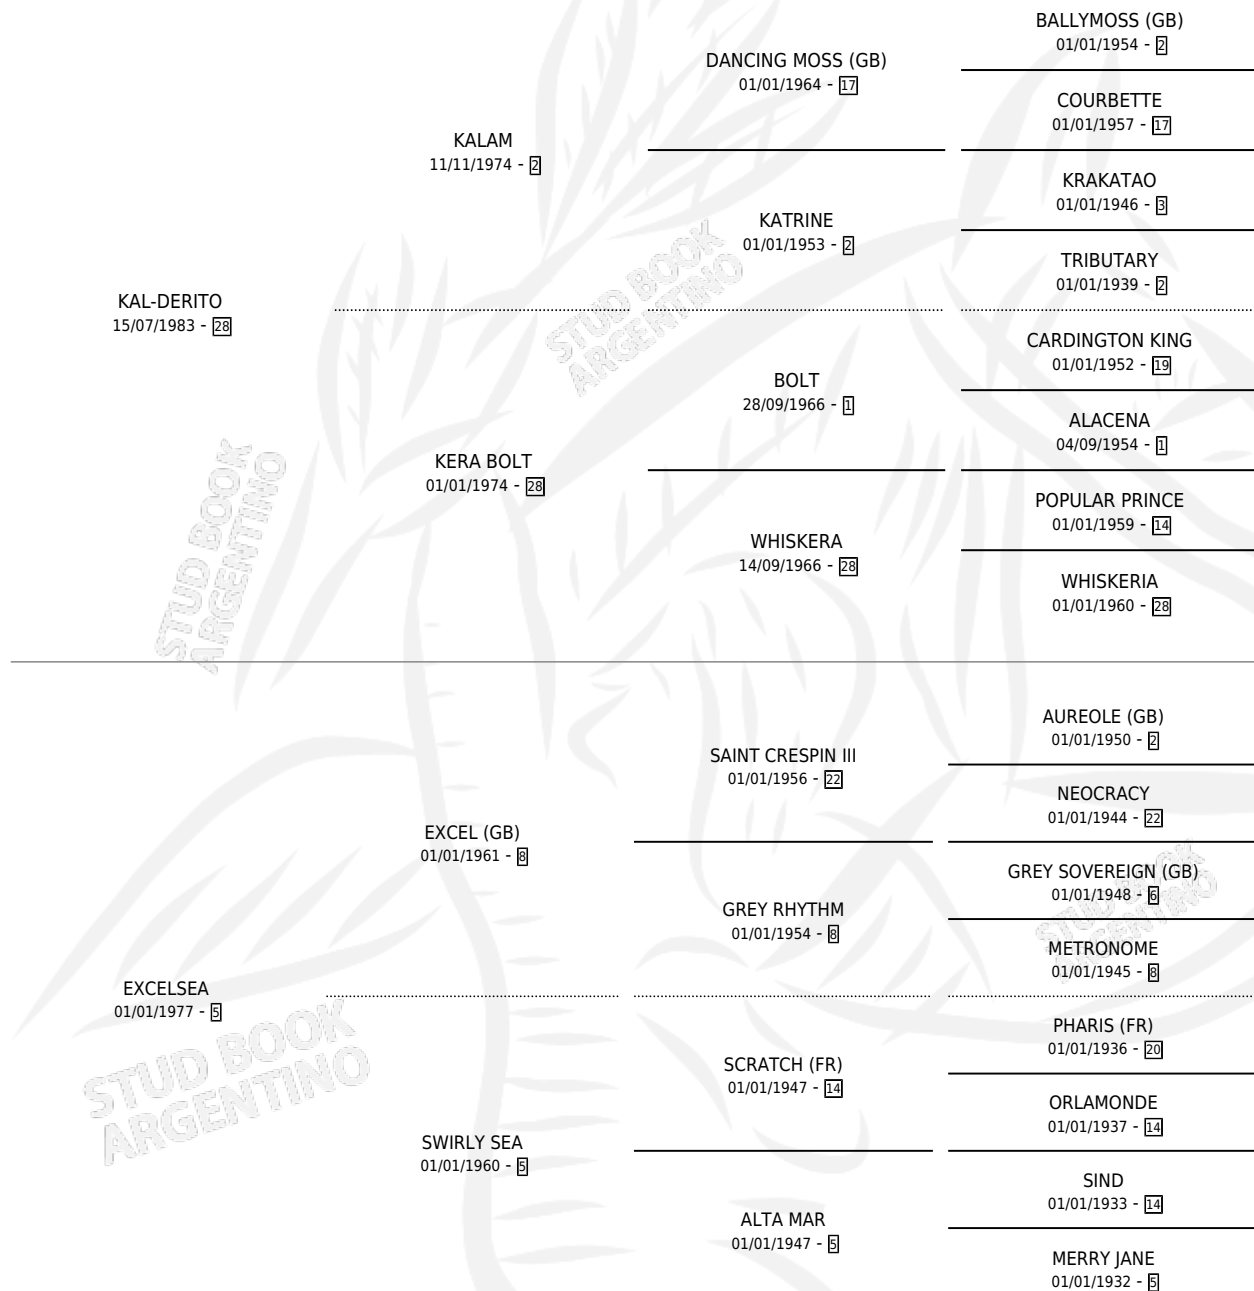 BALLYMOSS (GB)
01/01/1954 - 2
DANCING MOSS (GB)
01/01/1964 - 17
COURBETTE
01/01/1957 - 17
KALAM
11/11/1974 - 2
KRAKATAO
01/01/1946 - 3
KATRINE
01/01/1953 - 2
TRIBUTARY
01/01/1939 - 2
KAL-DERITO
15/07/1983 - 28
CARDINGTON KING
01/01/1952 - 19
BOLT
28/09/1966 - 1
ALACENA
04/09/1954 - 1
KERA BOLT
01/01/1974 - 28
POPULAR PRINCE
01/01/1959 - 14
WHISKERA
14/09/1966 - 28
WHISKERIA
01/01/1960 - 28
AUREOLE (GB)
01/01/1950 - 2
SAINT CRESPIN III
01/01/1956 - 22
NEOCRACY
01/01/1944 - 22
EXCEL (GB)
01/01/1961 - 8
GREY SOVEREIGN (GB)
01/01/1948 - 6
GREY RHYTHM
01/01/1954 - 8
METRONOME
01/01/1945 - 8
EXCELSEA
01/01/1977 - 5
PHARIS (FR)
01/01/1936 - 20
SCRATCH (FR)
01/01/1947 - 14
ORLAMONDE
01/01/1937 - 14
SWIRLY SEA
01/01/1960 - 5
SIND
01/01/1933 - 14
ALTA MAR
01/01/1947 - 5
MERRY JANE
01/01/1932 - 5
STUD BOOK
ARGENTINO
STUD BOOK
ARGENTINO
STUD BOOK
ARGENTINO
STUD BOOK
ARGENTINO